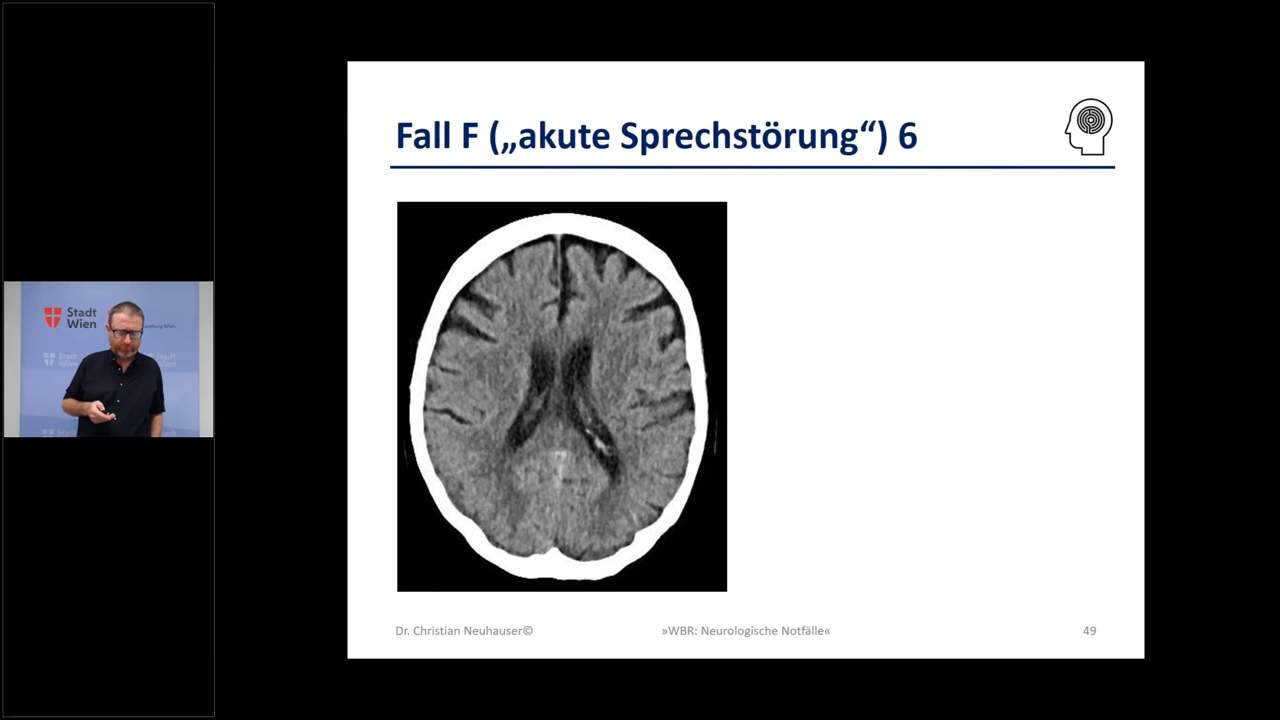 Stadt
Wien
Fall F („akute Sprechstörung“) 6
Dr. Christian Neuhauser©
»WBR: Neurologische Notfälle«
49